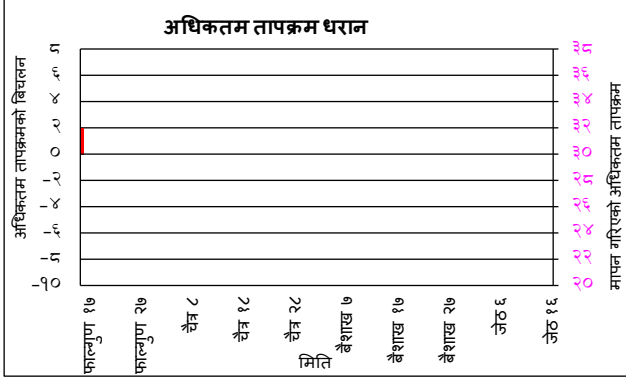 अधिकतम तापक्रम धरान
अधिकतम तापक्रमको बिचलन
८
६
४
२
०
-२
-४
-६
-८
-१०
३८
३६
३४
३२
३०
२८
२६
२४
२२
२०
मापन गरिएको अधिकतम तापक्रम
फाल्गुण १७
फाल्गुण २७
चैत्र ८
चैत्र १८
चैत्र २८
बैशाख ७
बैशाख १७
बैशाख २७
जेठ ६
जेठ १६
मिति